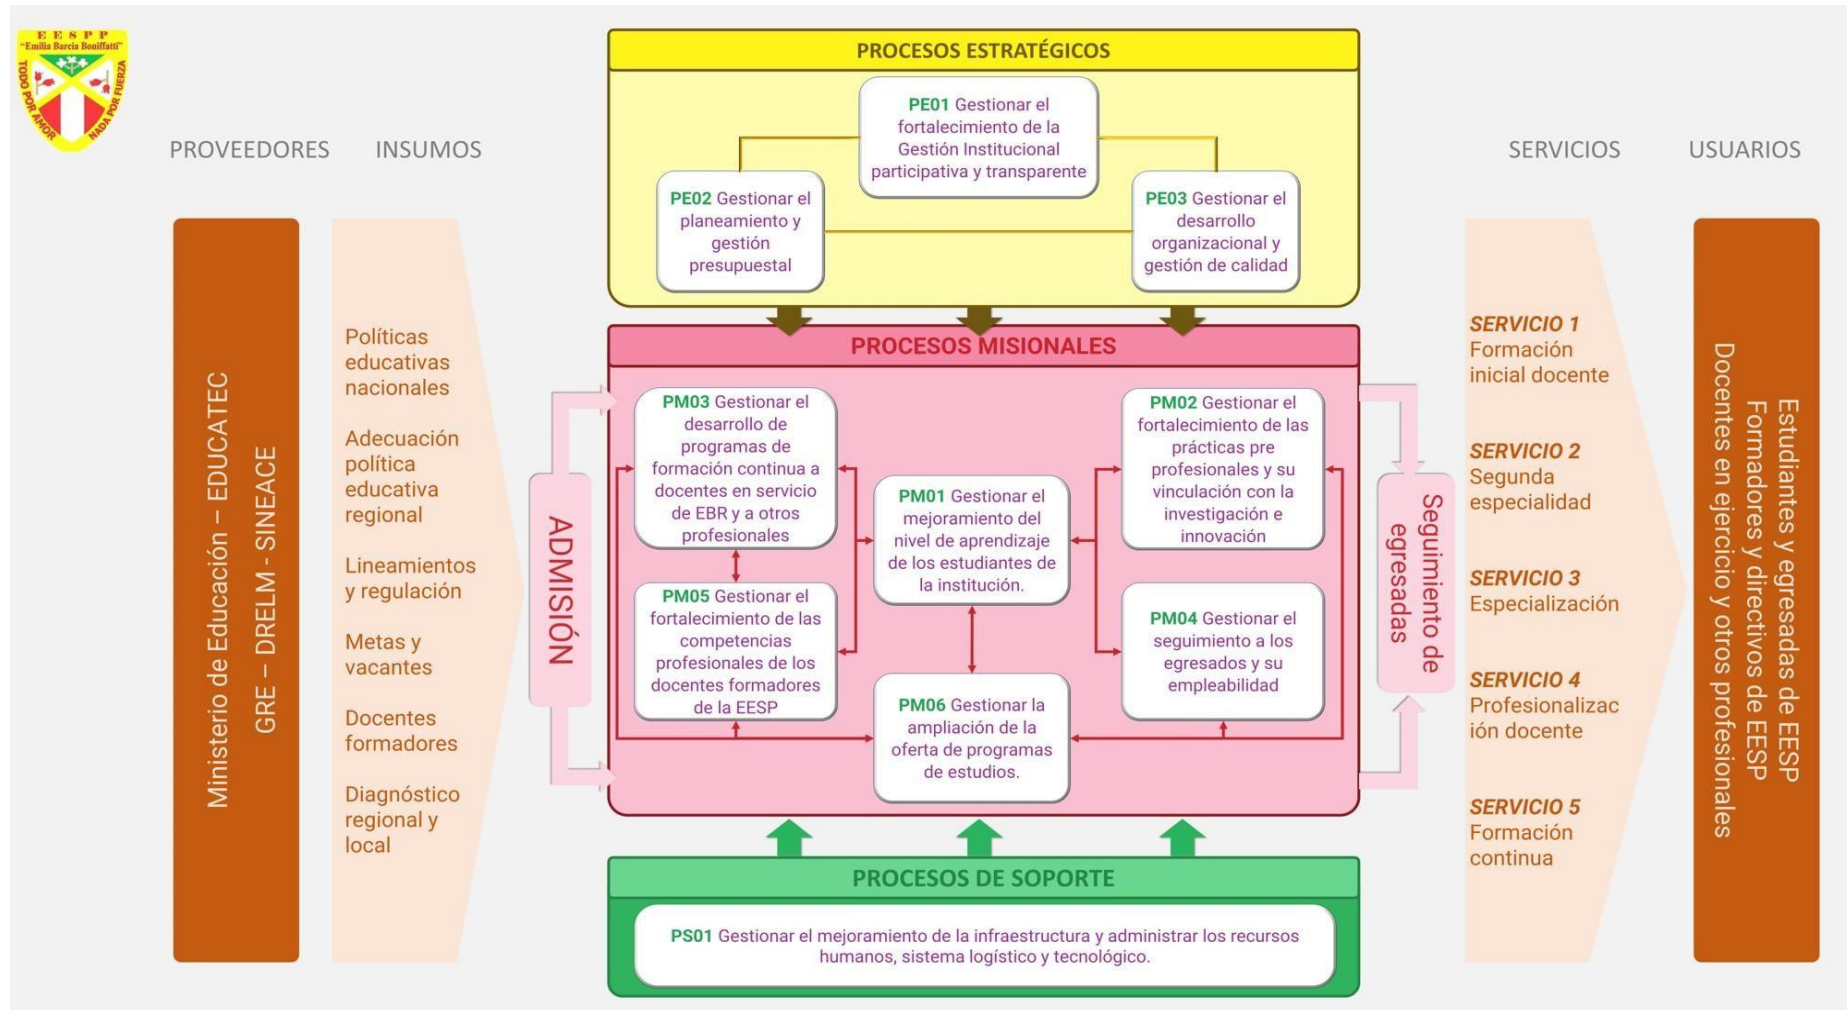 E E S P P
"Emilia Barcia Boniffatti"
TODO POR AMOR
NADA POR FUERZA
PROVEEDORES
INSUMOS
Ministerio de Educación – EDUCATEC
GRE – DRELM - SINEACE
Políticas
educativas
nacionales
Adecuación
política
educativa
regional
Lineamientos
y regulación
Metas y
vacantes
Docentes
formadores
Diagnóstico
regional y
local
ADMISIÓN
PROCESOS ESTRATÉGICOS
PE01 Gestionar el
fortalecimiento de la
Gestión Institucional
participativa y transparente
PE02 Gestionar el
planeamiento y
gestión
presupuestal
PE03 Gestionar el
desarrollo
organizacional y
gestión de calidad
PROCESOS MISIONALES
PM03 Gestionar el
desarrollo de
programas de
formación continua a
docentes en servicio
de EBR y a otros
profesionales
PM02 Gestionar el
fortalecimiento de las
prácticas pre
profesionales y su
vinculación con la
investigación e
innovación
PM01 Gestionar el
mejoramiento del
nivel de aprendizaje
de los estudiantes de
la institución.
PM05 Gestionar el
fortalecimiento de las
competencias
profesionales de los
docentes formadores
de la EESP
PM04 Gestionar el
seguimiento a los
egresados y su
empleabilidad
PM06 Gestionar la
ampliación de la
oferta de programas
de estudios.
PROCESOS DE SOPORTE
PS01 Gestionar el mejoramiento de la infraestructura y administrar los recursos
humanos, sistema logístico y tecnológico.
Seguimiento de
egresadas
SERVICIOS
USUARIOS
SERVICIO 1
Formación
inicial docente
SERVICIO 2
Segunda
especialidad
SERVICIO 3
Especialización
SERVICIO 4
Profesionalizac
ión docente
SERVICIO 5
Formación
continua
Estudiantes y egresadas de EESP
Formadores y directivos de EESP
Docentes en ejercicio y otros profesionales